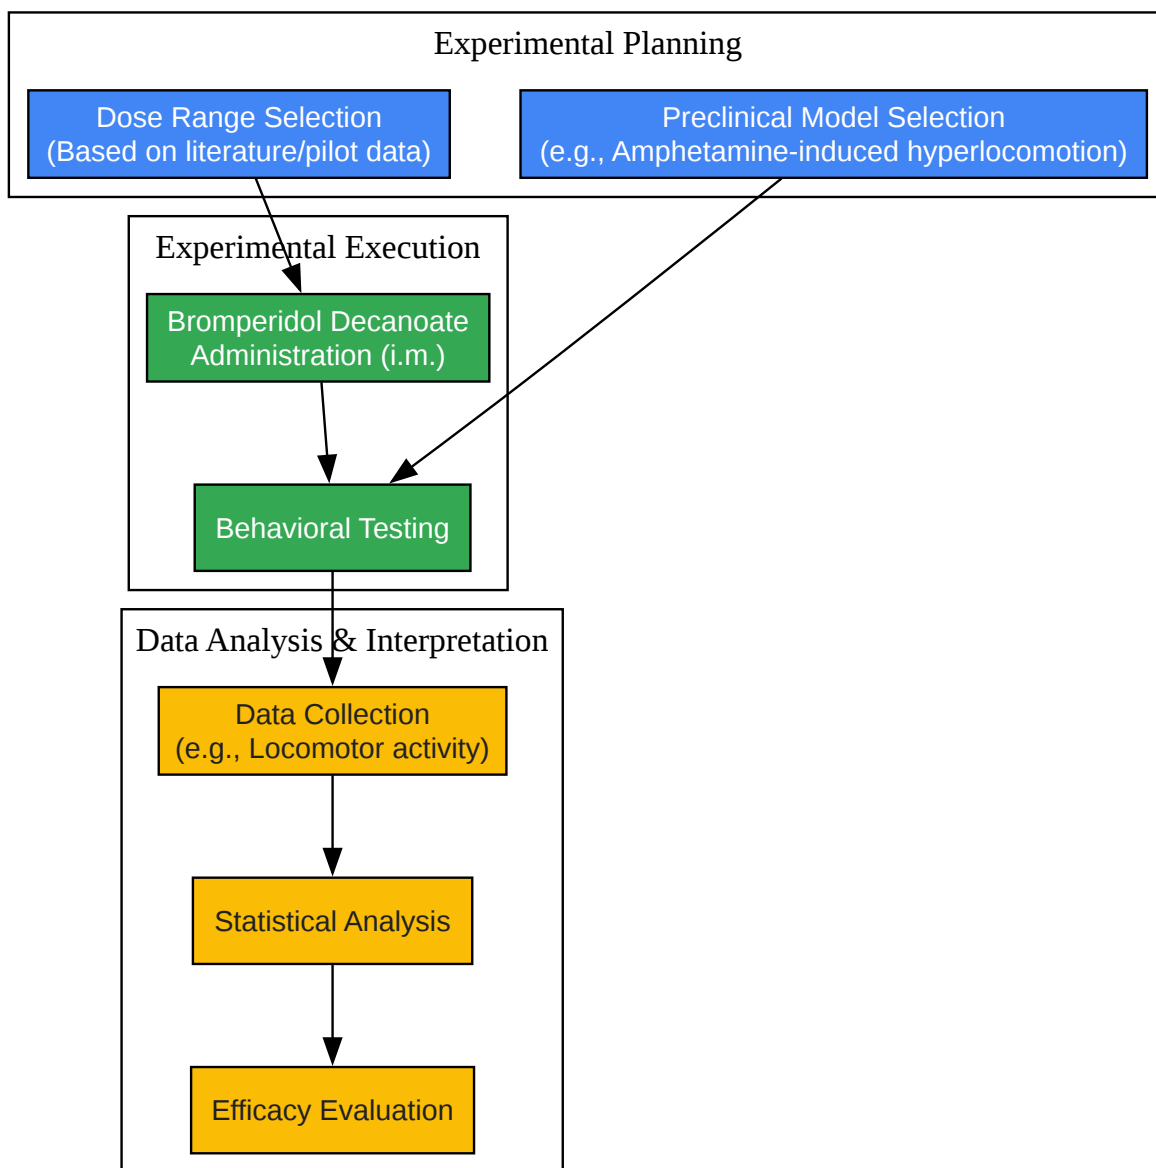 Experimental Planning
Dose Range Selection
(Based on literature/pilot data)
Preclinical Model Selection
(e.g., Amphetamine-induced hyperlocomotion)
Experimental Execution
Bromperidol Decanoate
Administration (i.m.)
Behavioral Testing
Data Analysis & Interpretation
Data Collection
(e.g., Locomotor activity)
Statistical Analysis
Efficacy Evaluation